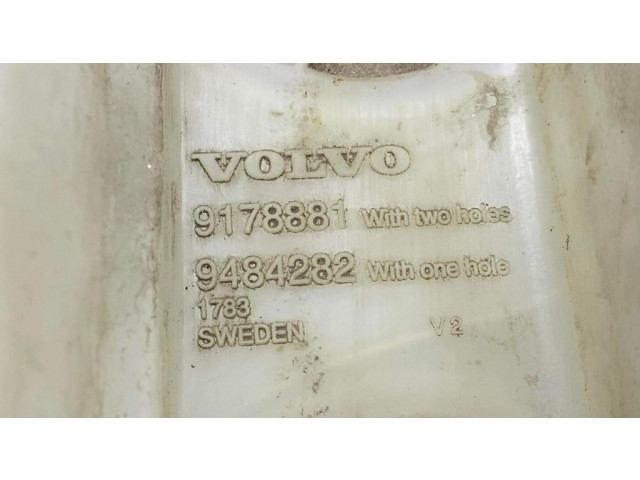 VOLVO
9178881 With two holes
9484282 With one hole
1783
SWEDEN V 2